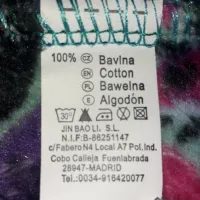 100% CZ Bavlna
EN Cotton
PL Bawełna
E Algodón
30°
JIN BAO LI. S.L.
N.I.F:B-86251147
c/Fabero N4 Local A7 Pol.Ind.
Cobo Calleja Fuenlabrada
28947-MADRID
Tel.:0034-916420077